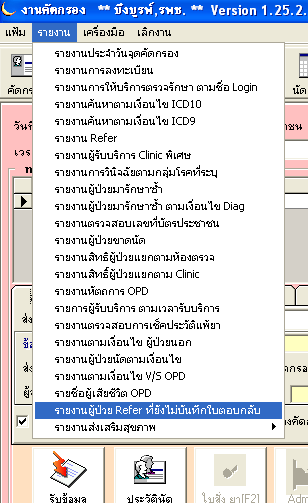 งานคัดกรอง ** บึงบูรพ์,รพช. ** Version 1.25.2.
แฟ้ม รายงาน เครื่องมือ เลิกงาน
รายงานประจำวันจุดคัดกรอง
รายงานการลงทะเบียน
รายงานการให้บริการตรวจรักษา ตามชื่อ Login
รายงานค้นหาตามเงื่อนไข ICD10
รายงานค้นหาตามเงื่อนไข ICD9
รายงาน Refer
รายงานผู้รับบริการ Clinic พิเศษ
รายงานการวินิจฉัยตามกลุ่มโรคที่ระบุ
รายงานผู้ป่วยมารักษาซ้ำ
รายงานผู้ป่วยมารักษาซ้ำ ตามเงื่อนไข Diag
รายงานตรวจสอบเลขที่บัตรประชาชน
รายงานผู้ป่วยขาดนัด
รายงานสิทธิ์ผู้ป่วยแยกตามห้องตรวจ
รายงานสิทธิ์ผู้ป่วยแยกตาม Clinic
รายงานหัตถการ OPD
รายการผู้รับบริการ ตามเวลารับบริการ
รายงานตรวจสอบการเช็คประวัติแพ้ยา
รายงานตามเงื่อนไข ผู้ป่วยนอก
รายงานผู้ป่วยนัดตามเงื่อนไข
รายงานตามเงื่อนไข V/S OPD
รายชื่อผู้เสียชีวิต OPD
รายงานผู้ป่วย Refer ที่ยังไม่บันทึกใบตอบกลับ
รายงานส่งเสริมสุขภาพ
รับข้อมูล ประวัตินัด ใบสั่ง ยา[F2]